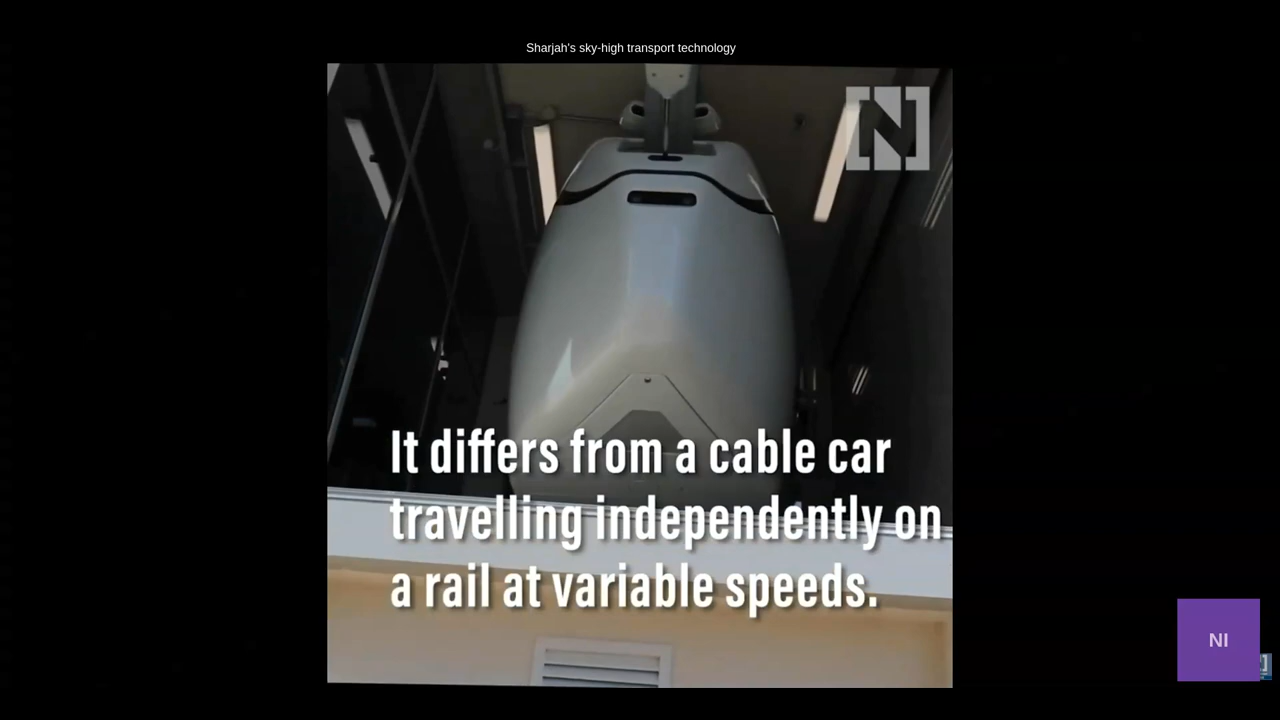 Sharjah's sky-high transport technology
[N]
It differs from a cable car
travelling independently on
a rail at variable speeds.
NI